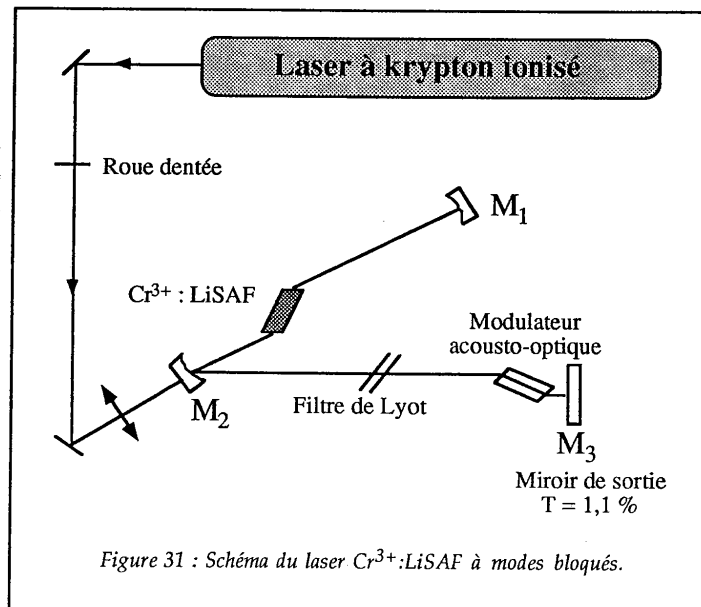 Laser à krypton ionisé
Roue dentée
M₁
Cr³⁺ : LiSAF
Modulateur
acousto-optique
M₂
Filtre de Lyot
M₃
Miroir de sortie
T = 1,1 %
Figure 31 : Schéma du laser Cr³⁺:LiSAF à modes bloqués.